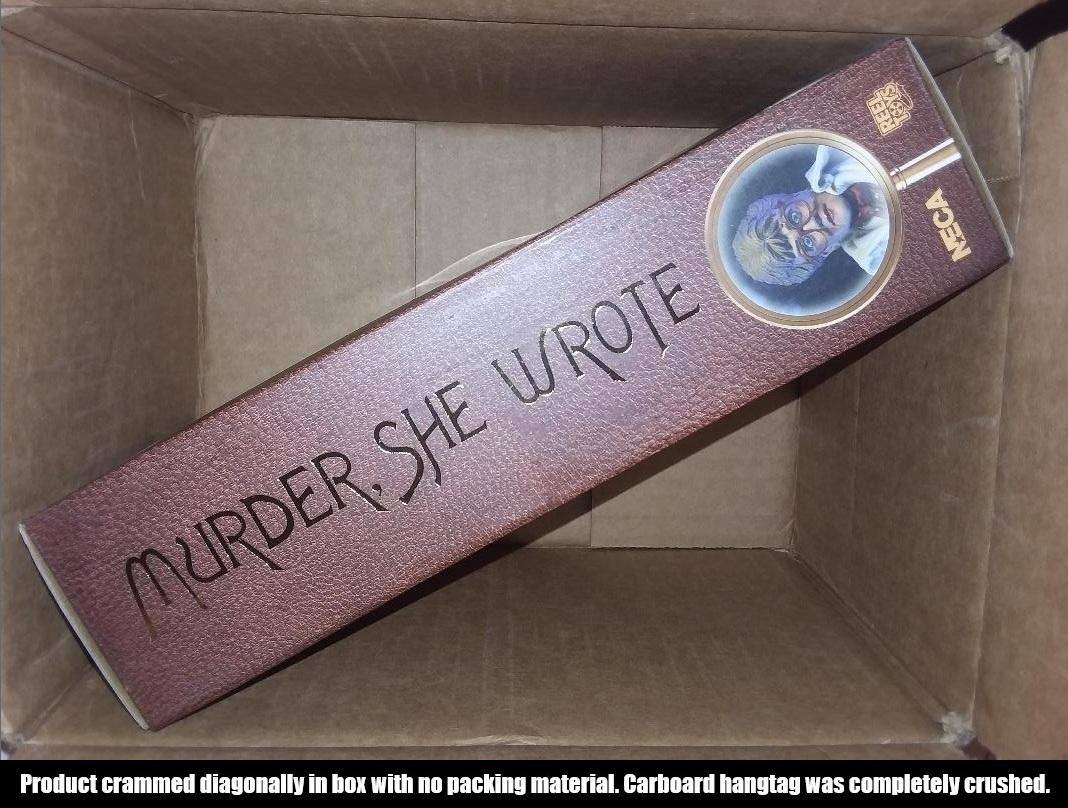 MURDER, SHE WROTE
REEL
TOYS
NECA
Product crammed diagonally in box with no packing material. Carboard hangtag was completely crushed.